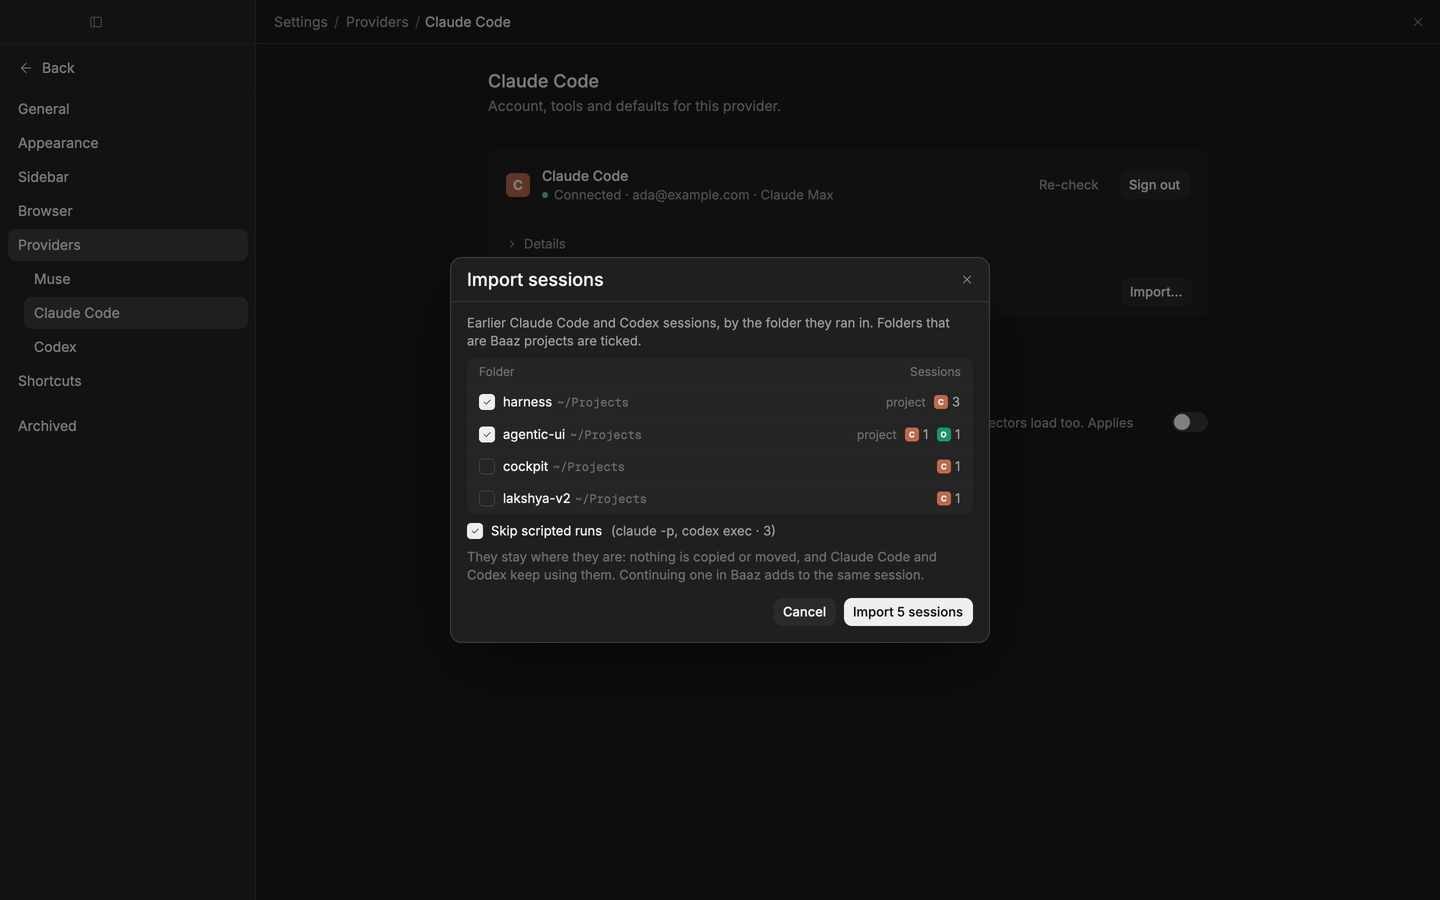 Settings / Providers / Claude Code
Back
General
Appearance
Sidebar
Browser
Providers
Muse
Claude Code
Codex
Shortcuts
Archived
Claude Code
Account, tools and defaults for this provider.
C
Claude Code
Connected · ada@example.com · Claude Max
Re-check
Sign out
Details
Import...
ectors load too. Applies
Import sessions
Earlier Claude Code and Codex sessions, by the folder they ran in. Folders that
are Baaz projects are ticked.
Folder Sessions
harness ~/Projects project C 3
agentic-ui ~/Projects project C 1 O 1
cockpit ~/Projects C 1
lakshya-v2 ~/Projects C 1
Skip scripted runs (claude -p, codex exec · 3)
They stay where they are: nothing is copied or moved, and Claude Code and
Codex keep using them. Continuing one in Baaz adds to the same session.
Cancel
Import 5 sessions